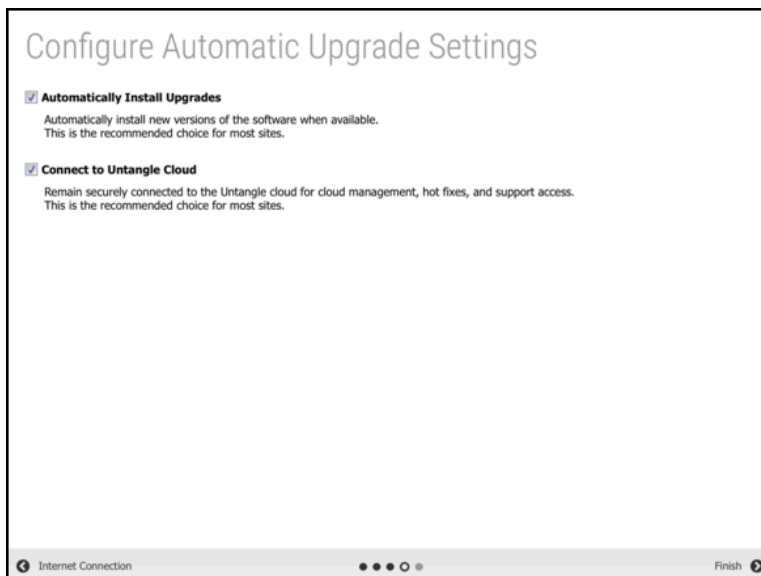 Configure Automatic Upgrade Settings
Automatically Install Upgrades
Automatically install new versions of the software when available.
This is the recommended choice for most sites.
Connect to Untangle Cloud
Remain securely connected to the Untangle cloud for cloud management, hot fixes, and support access.
This is the recommended choice for most sites.
Internet Connection
Finish